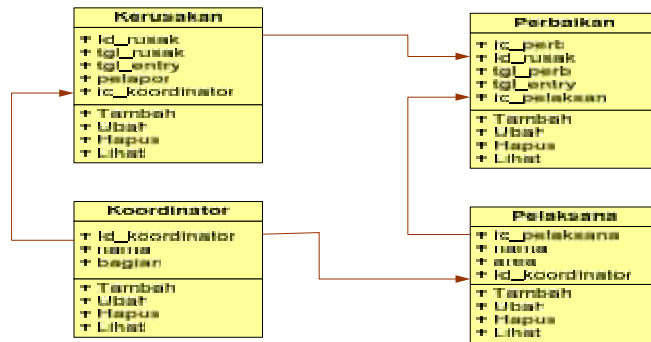 Kerusakan
+ id_rusak
+ tgl_rusak
+ tgl_entry
+ pelapor
+ id_koordinator
+ Tambah
+ Ubah
+ Hapus
+ Lihat
Perbaikan
+ id_perb
+ id_rusak
+ tgl_perb
+ tgl_entry
+ id_pelaksan
+ Tambah
+ Ubah
+ Hapus
+ Lihat
Koordinator
+ id_koordinator
+ nama
+ bagian
+ Tambah
+ Ubah
+ Hapus
+ Lihat
Pelaksana
+ id_pelaksana
+ nama
+ area
+ id_koordinator
+ Tambah
+ Ubah
+ Hapus
+ Lihat